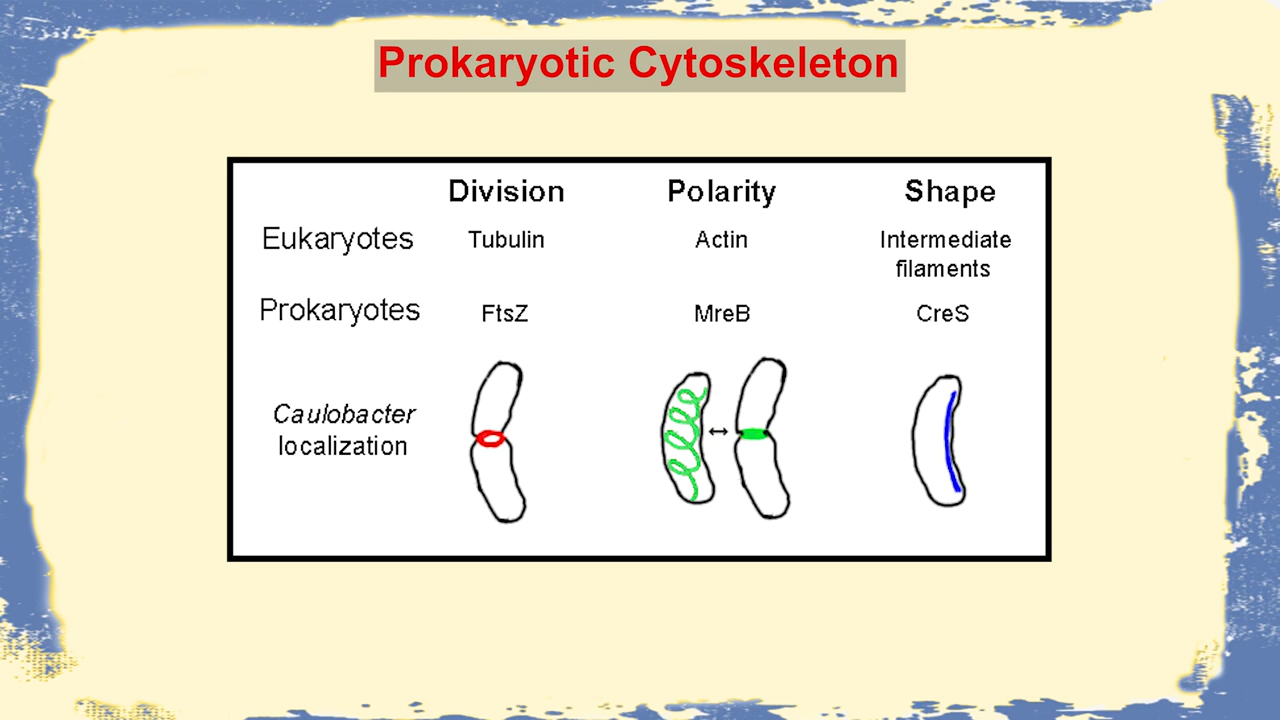 Prokaryotic Cytoskeleton
Division Polarity Shape
Eukaryotes Tubulin Actin Intermediate
filaments
Prokaryotes FtsZ MreB CreS
Caulobacter
localization